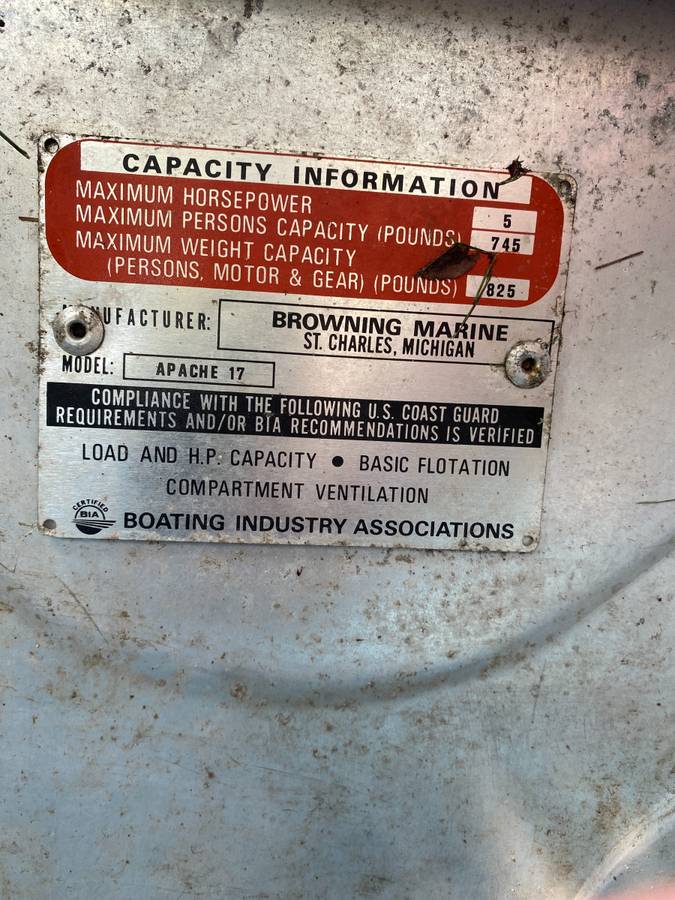 CAPACITY INFORMATION
MAXIMUM HORSEPOWER 5
MAXIMUM PERSONS CAPACITY (POUNDS) 745
MAXIMUM WEIGHT CAPACITY
(PERSONS, MOTOR & GEAR) (POUNDS) 825
MANUFACTURER: BROWNING MARINE
ST. CHARLES, MICHIGAN
MODEL: APACHE 17
COMPLIANCE WITH THE FOLLOWING U.S. COAST GUARD
REQUIREMENTS AND/OR BIA RECOMMENDATIONS IS VERIFIED
LOAD AND H.P. CAPACITY • BASIC FLOTATION
COMPARTMENT VENTILATION
CERTIFIED
BIA
BOATING INDUSTRY ASSOCIATIONS